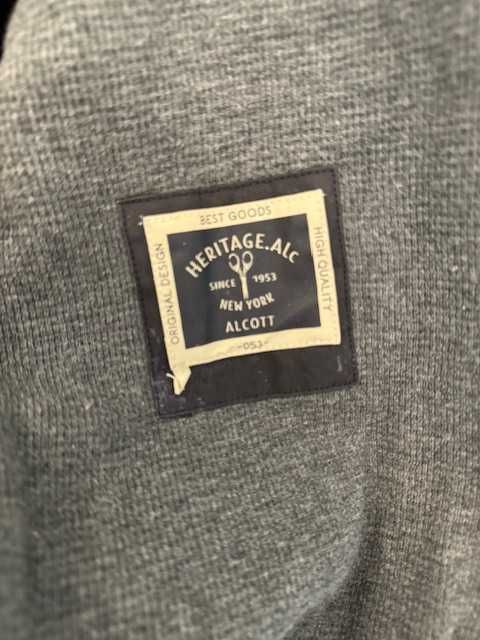 BEST GOODS
ORIGINAL DESIGN
HIGH QUALITY
HERITAGE.ALC
SINCE 1953
NEW YORK
ALCOTT
-053-